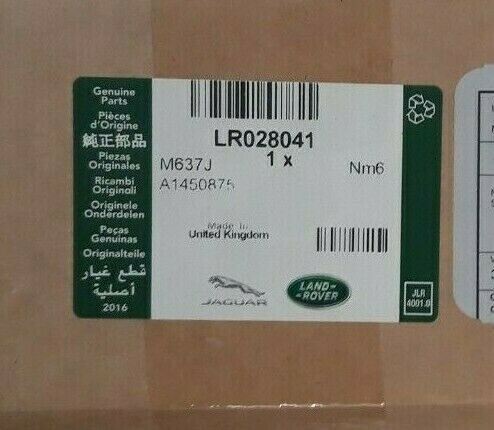 Genuine
Parts
Pièces
d'Origine
純正部品
Piezas
Originales
Ricambi
Originali
Originele
Onderdelen
Peças
Genuínas
Originalteile
قطع غيار
أصلية
2016
LR028041
1 x
M637J
Nm6
A1450875
Made In
United Kingdom
JAGUAR
LAND-
-ROVER
JLR
4001.9